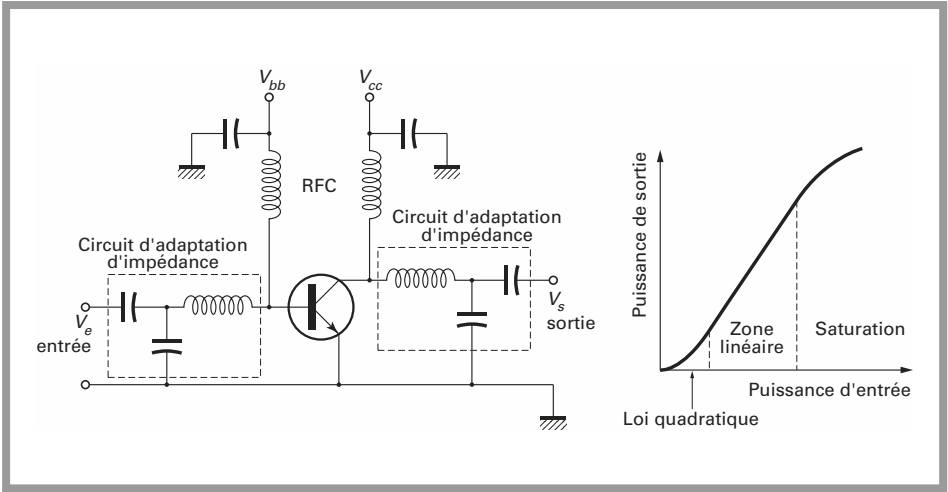 V_bb
V_cc
RFC
Circuit d'adaptation
d'impédance
Circuit d'adaptation
d'impédance
V_e
entrée
V_s
sortie
Puissance de sortie
Zone
linéaire
Saturation
Puissance d'entrée
Loi quadratique